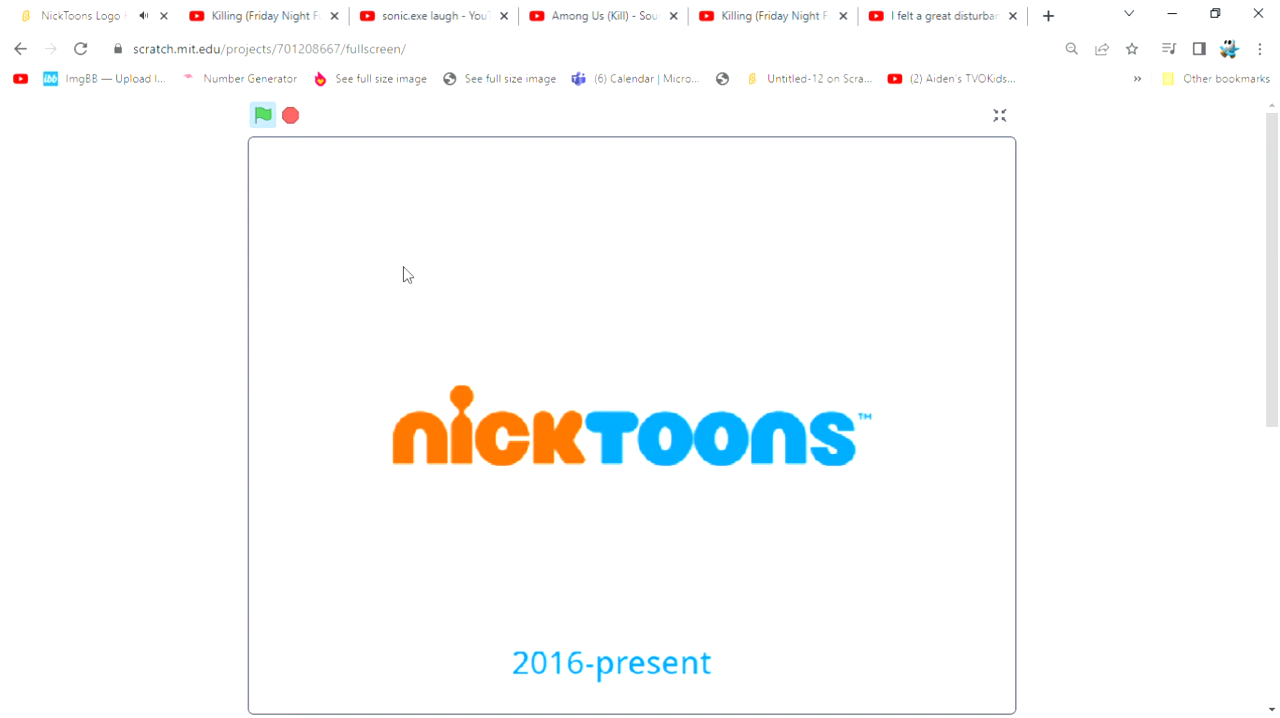 NickToons Logo
Killing (Friday Night F
sonic.exe laugh - You
Among Us (Kill) - Sou
Killing (Friday Night F
I felt a great disturbar
scratch.mit.edu/projects/701208667/fullscreen/
ImgBB — Upload I...
Number Generator
See full size image
See full size image
(6) Calendar | Micro...
Untitled-12 on Scra...
(2) Aiden's TVOKids...
»
Other bookmarks
nicktoons™
2016-present